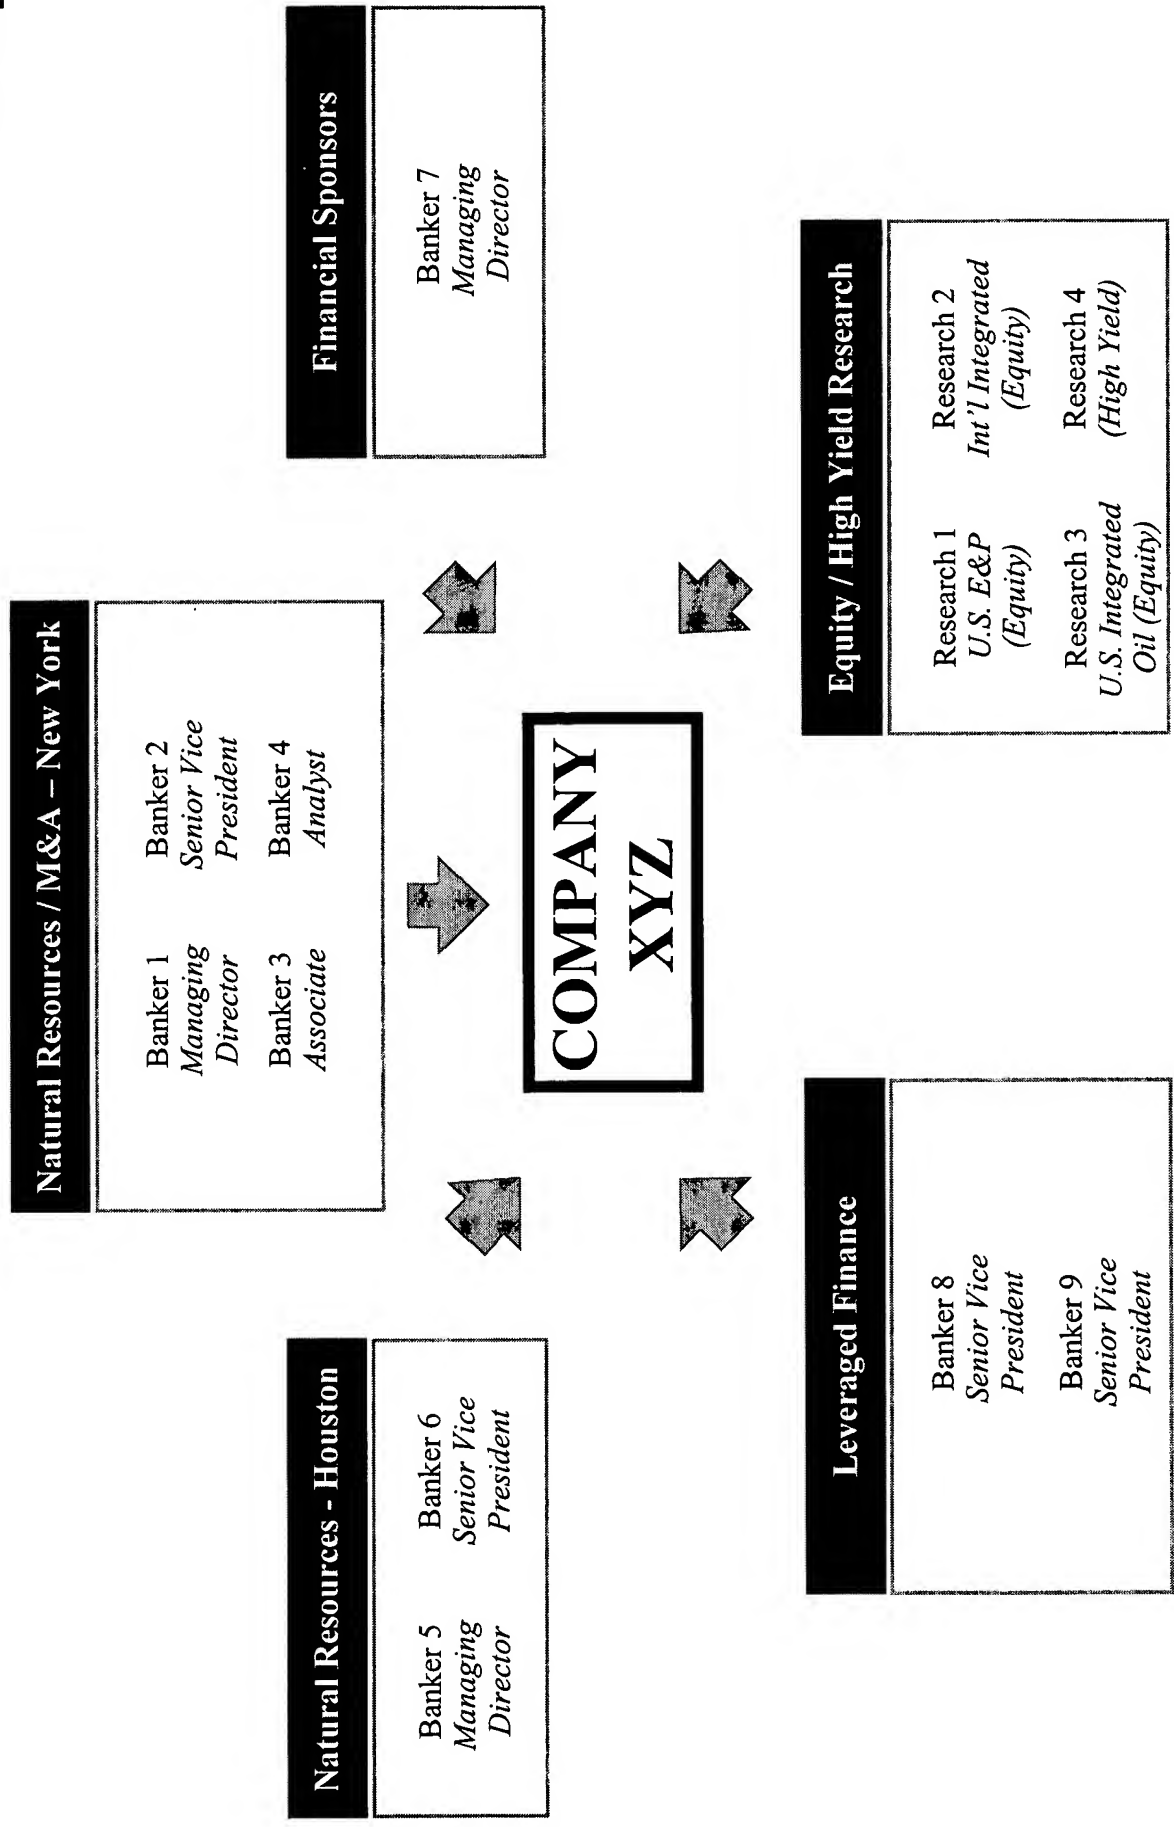 Natural Resources / M&A – New York
Banker 1
Managing
Director
Banker 2
Senior Vice
President
Banker 3
Associate
Banker 4
Analyst
Natural Resources - Houston
Banker 5
Managing
Director
Banker 6
Senior Vice
President
Financial Sponsors
Banker 7
Managing
Director
COMPANY
XYZ
Leveraged Finance
Banker 8
Senior Vice
President
Banker 9
Senior Vice
President
Equity / High Yield Research
Research 1
U.S. E&P
(Equity)
Research 2
Int'l Integrated
(Equity)
Research 3
U.S. Integrated
Oil (Equity)
Research 4
(High Yield)